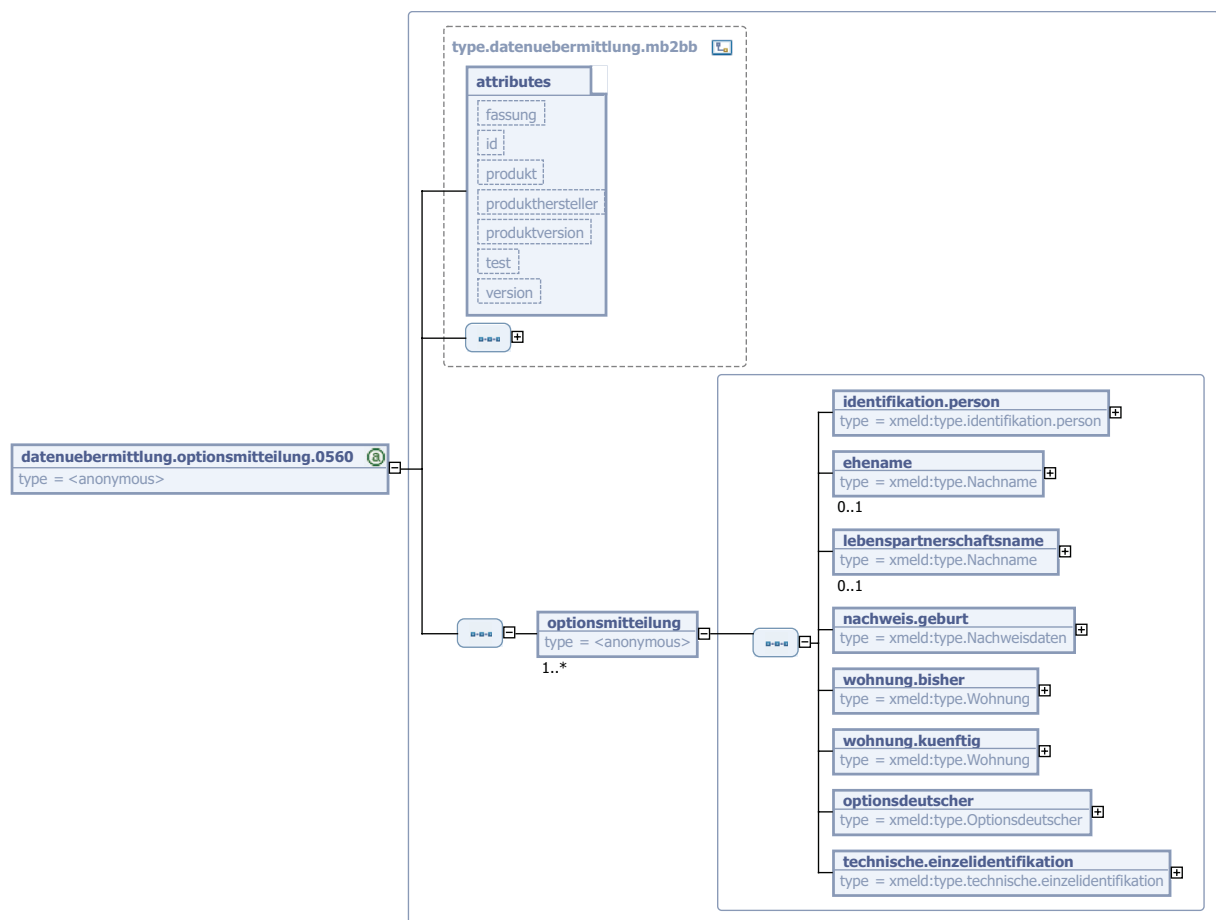 type.datenuebermittlung.mb2bb
attributes
fassung
id
produkt
produkthersteller
produktversion
test
version
datenuebermittlung.optionsmitteilung.0560
a
type = <anonymous>
optionsmitteilung
type = <anonymous>
1..*
identifikation.person
type = xmeld:type.identifikation.person
ehename
type = xmeld:type.Nachname
0..1
lebenspartnerschaftsname
type = xmeld:type.Nachname
0..1
nachweis.geburt
type = xmeld:type.Nachweisdaten
wohnung.bisher
type = xmeld:type.Wohnung
wohnung.kuenftig
type = xmeld:type.Wohnung
optionsdeutscher
type = xmeld:type.Optionsdeutscher
technische.einzelidentifikation
type = xmeld:type.technische.einzelidentifikation